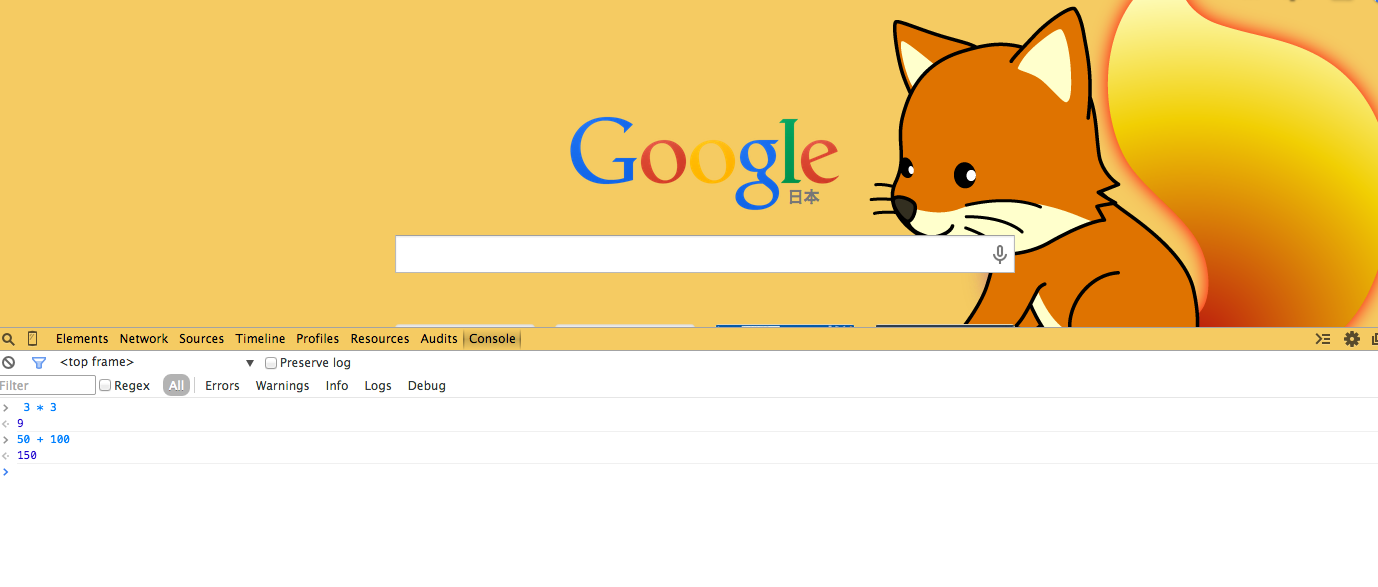 Google
日本
Elements Network Sources Timeline Profiles Resources Audits Console
<top frame> ▼ Preserve log
Filter Regex All Errors Warnings Info Logs Debug
> 3 * 3
9
> 50 + 100
150
>